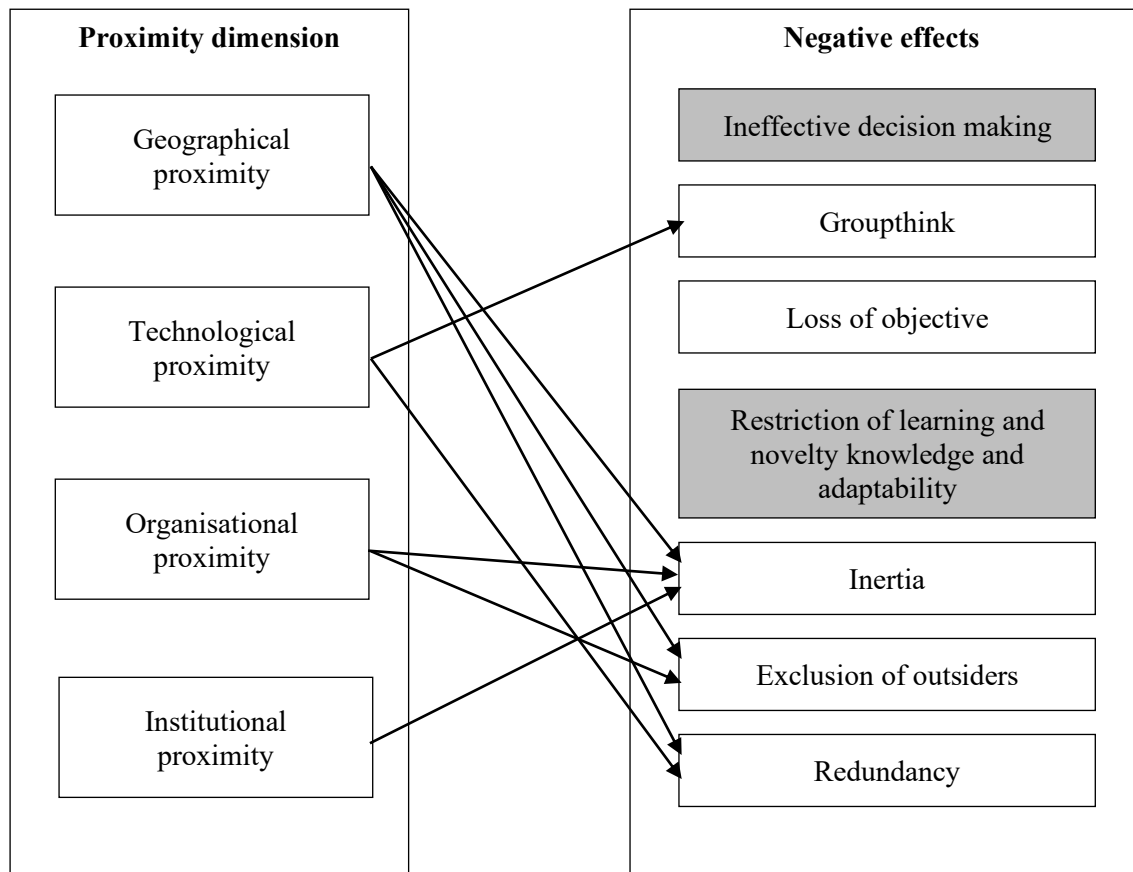 Proximity dimension
Geographical
proximity
Technological
proximity
Organisational
proximity
Institutional
proximity
Negative effects
Ineffective decision making
Groupthink
Loss of objective
Restriction of learning and
novelty knowledge and
adaptability
Inertia
Exclusion of outsiders
Redundancy